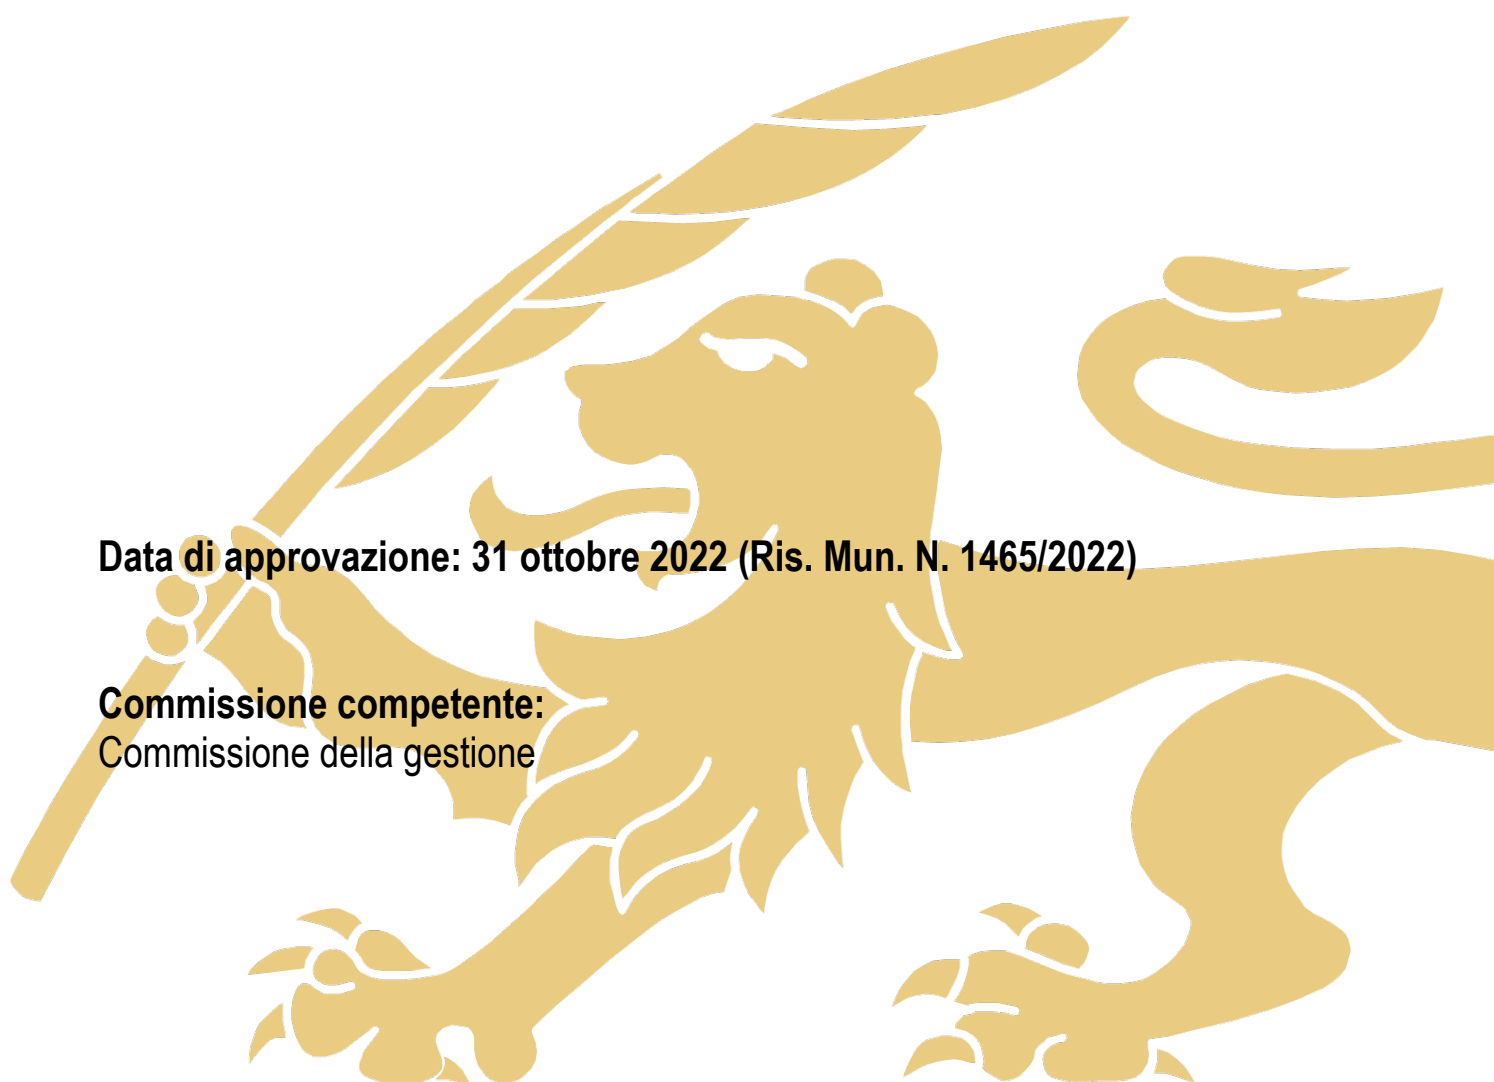 Data di approvazione: 31 ottobre 2022 (Ris. Mun. N. 1465/2022)
Commissione competente:
Commissione della gestione